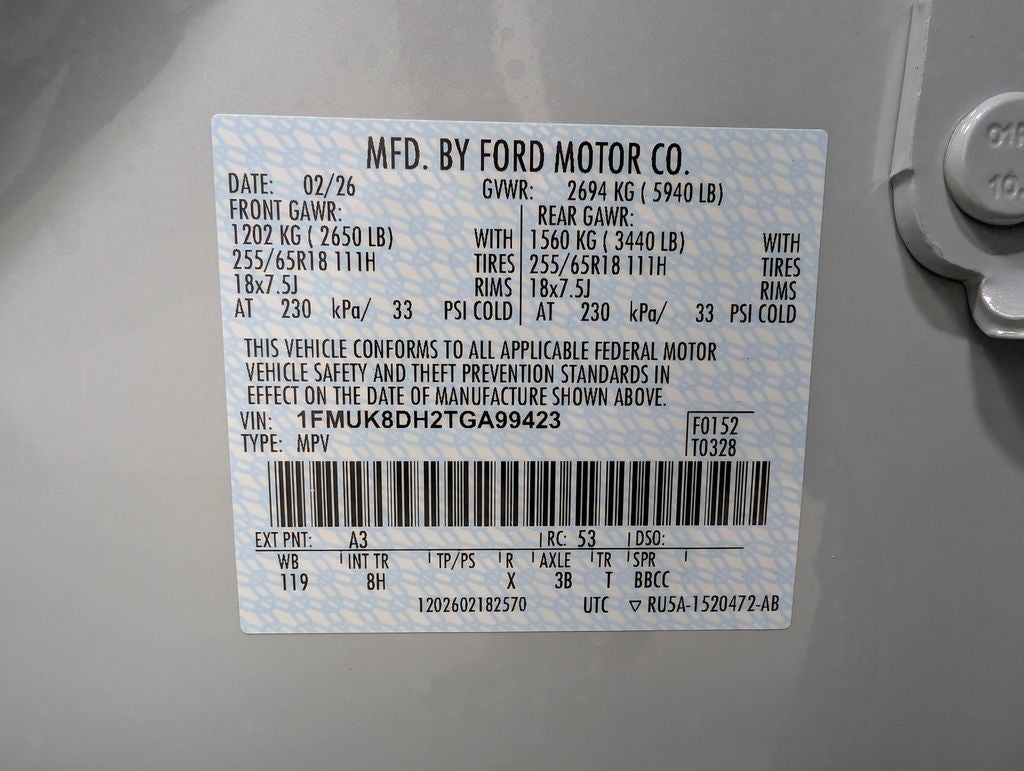 MFD. BY FORD MOTOR CO.
DATE: 02/26 GVWR: 2694 KG ( 5940 LB)
FRONT GAWR: REAR GAWR:
1202 KG ( 2650 LB) WITH 1560 KG ( 3440 LB) WITH
255/65R18 111H TIRES 255/65R18 111H TIRES
18x7.5J RIMS 18x7.5J RIMS
AT 230 kPa/ 33 PSI COLD AT 230 kPa/ 33 PSI COLD
THIS VEHICLE CONFORMS TO ALL APPLICABLE FEDERAL MOTOR
VEHICLE SAFETY AND THEFT PREVENTION STANDARDS IN
EFFECT ON THE DATE OF MANUFACTURE SHOWN ABOVE.
VIN: 1FMUK8DH2TGA99423 F0152
TYPE: MPV T0328
EXT PNT: A3 RC: 53 DSO:
WB INT TR TP/PS R AXLE TR SPR
119 8H X 3B T BBCC
1202602182570 UTC ▽ RU5A-1520472-AB